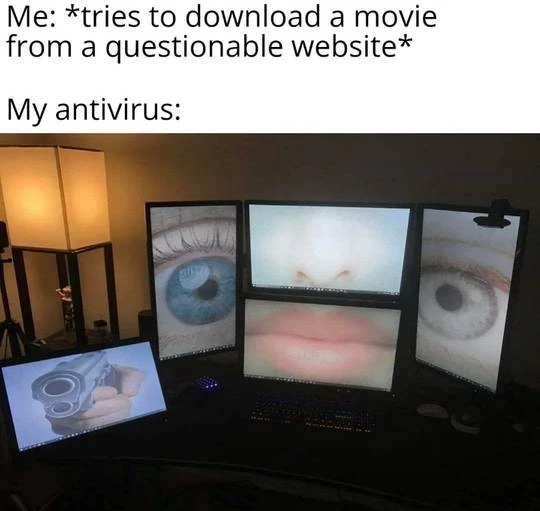 Me: *tries to download a movie
from a questionable website*
My antivirus: